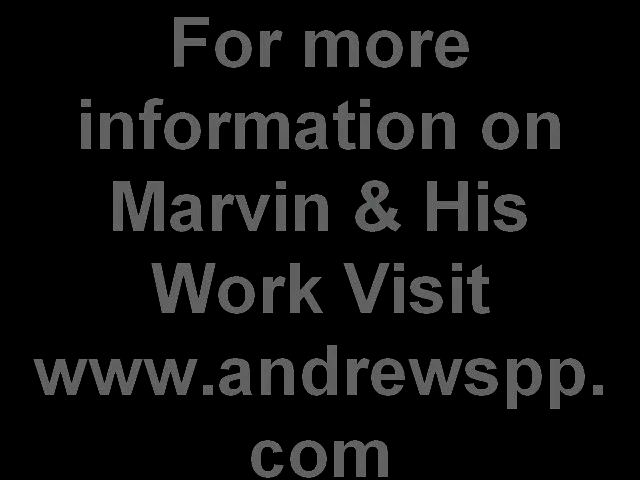 For more
information on
Marvin & His
Work Visit
www.andrewspp.
com